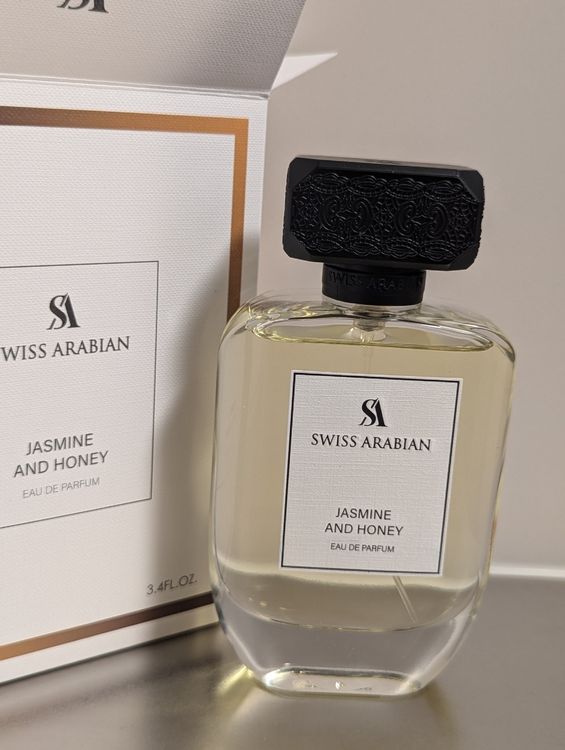 SA
SWISS ARABIAN
JASMINE
AND HONEY
EAU DE PARFUM
3.4FL.OZ.
SWISS ARAB
SA
SWISS ARABIAN
JASMINE
AND HONEY
EAU DE PARFUM